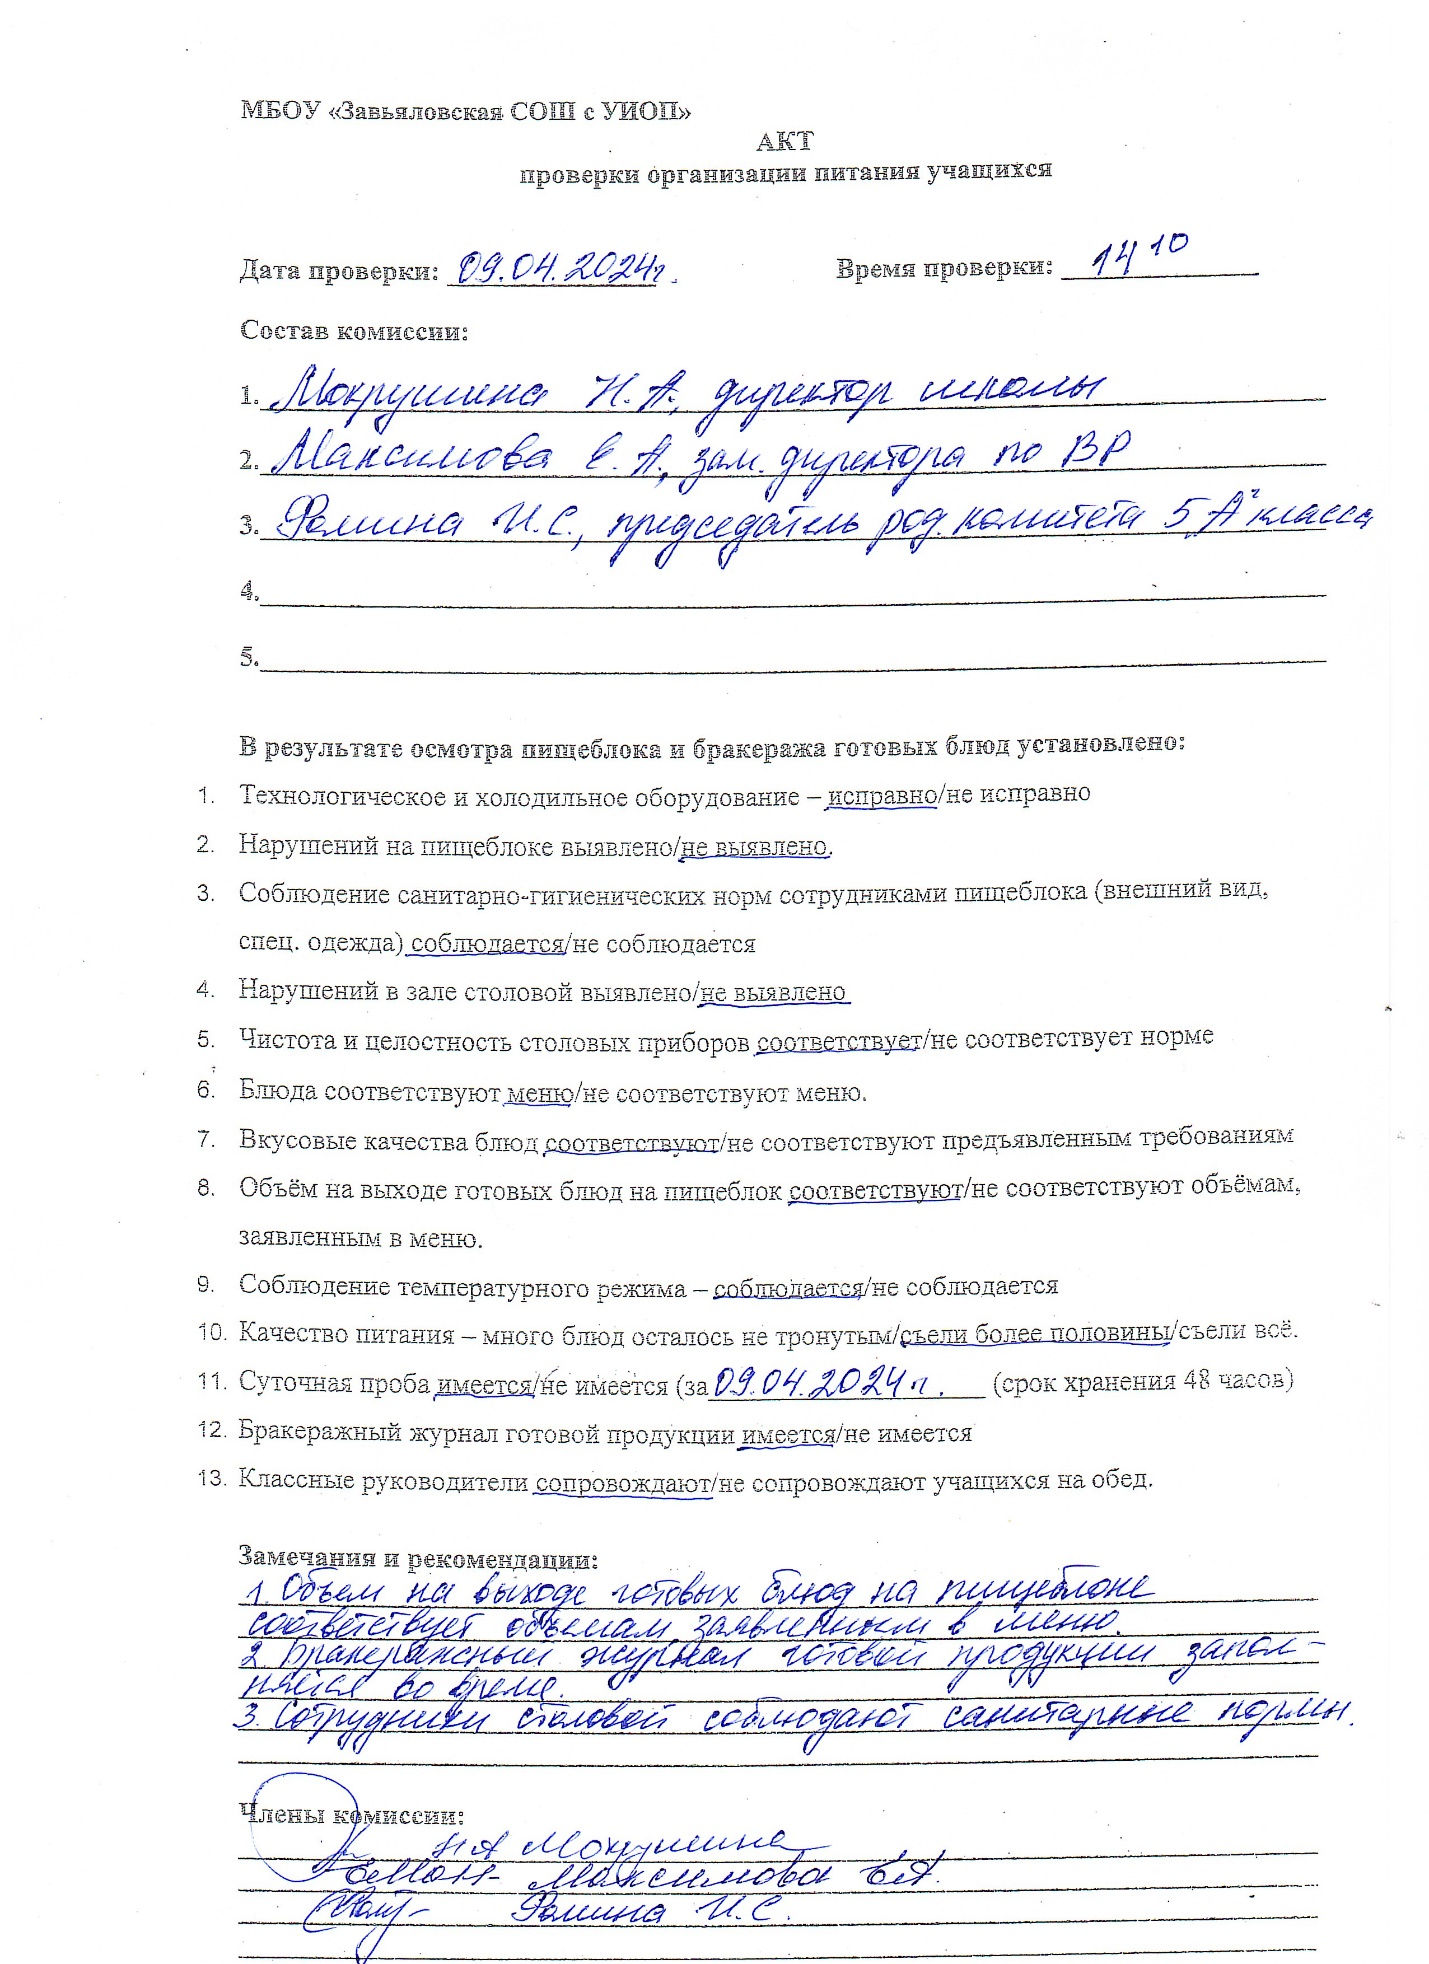 МБОУ «Завьяловская СОШ с УИОП»
АКТ
проверки организации питания учащихся
Дата проверки: 09.04.2024г. Время проверки: 14 10
Состав комиссии:
1. Мокрушина Н.А., директор школы
2. Максимова Е.А., зам. директора по ВР
3. Фомина И.С., председатель род. комитета 5 "А" класса
4.
5.
В результате осмотра пищеблока и бракеража готовых блюд установлено:
1. Технологическое и холодильное оборудование – исправно/не исправно
2. Нарушений на пищеблоке выявлено/не выявлено.
3. Соблюдение санитарно-гигиенических норм сотрудниками пищеблока (внешний вид,
спец. одежда) соблюдается/не соблюдается
4. Нарушений в зале столовой выявлено/не выявлено
5. Чистота и целостность столовых приборов соответствует/не соответствует норме
6. Блюда соответствуют меню/не соответствуют меню.
7. Вкусовые качества блюд соответствуют/не соответствуют предъявленным требованиям
8. Объём на выходе готовых блюд на пищеблок соответствуют/не соответствуют объёмам,
заявленным в меню.
9. Соблюдение температурного режима – соблюдается/не соблюдается
10. Качество питания – много блюд осталось не тронутым/съели более половины/съели всё.
11. Суточная проба имеется/не имеется (за 09.04.2024 г. (срок хранения 48 часов)
12. Бракеражный журнал готовой продукции имеется/не имеется
13. Классные руководители сопровождают/не сопровождают учащихся на обед.
Замечания и рекомендации:
1. Объем на выходе готовых блюд на пищеблоке
соответствует объемам заявленным в меню.
2. Бракеражный журнал готовой продукции запол-
няется во время.
3. Сотрудники столовой соблюдают санитарные нормы.
Члены комиссии:
Н А Мокрушина
Максимова Е.А.
Фомина И.С.